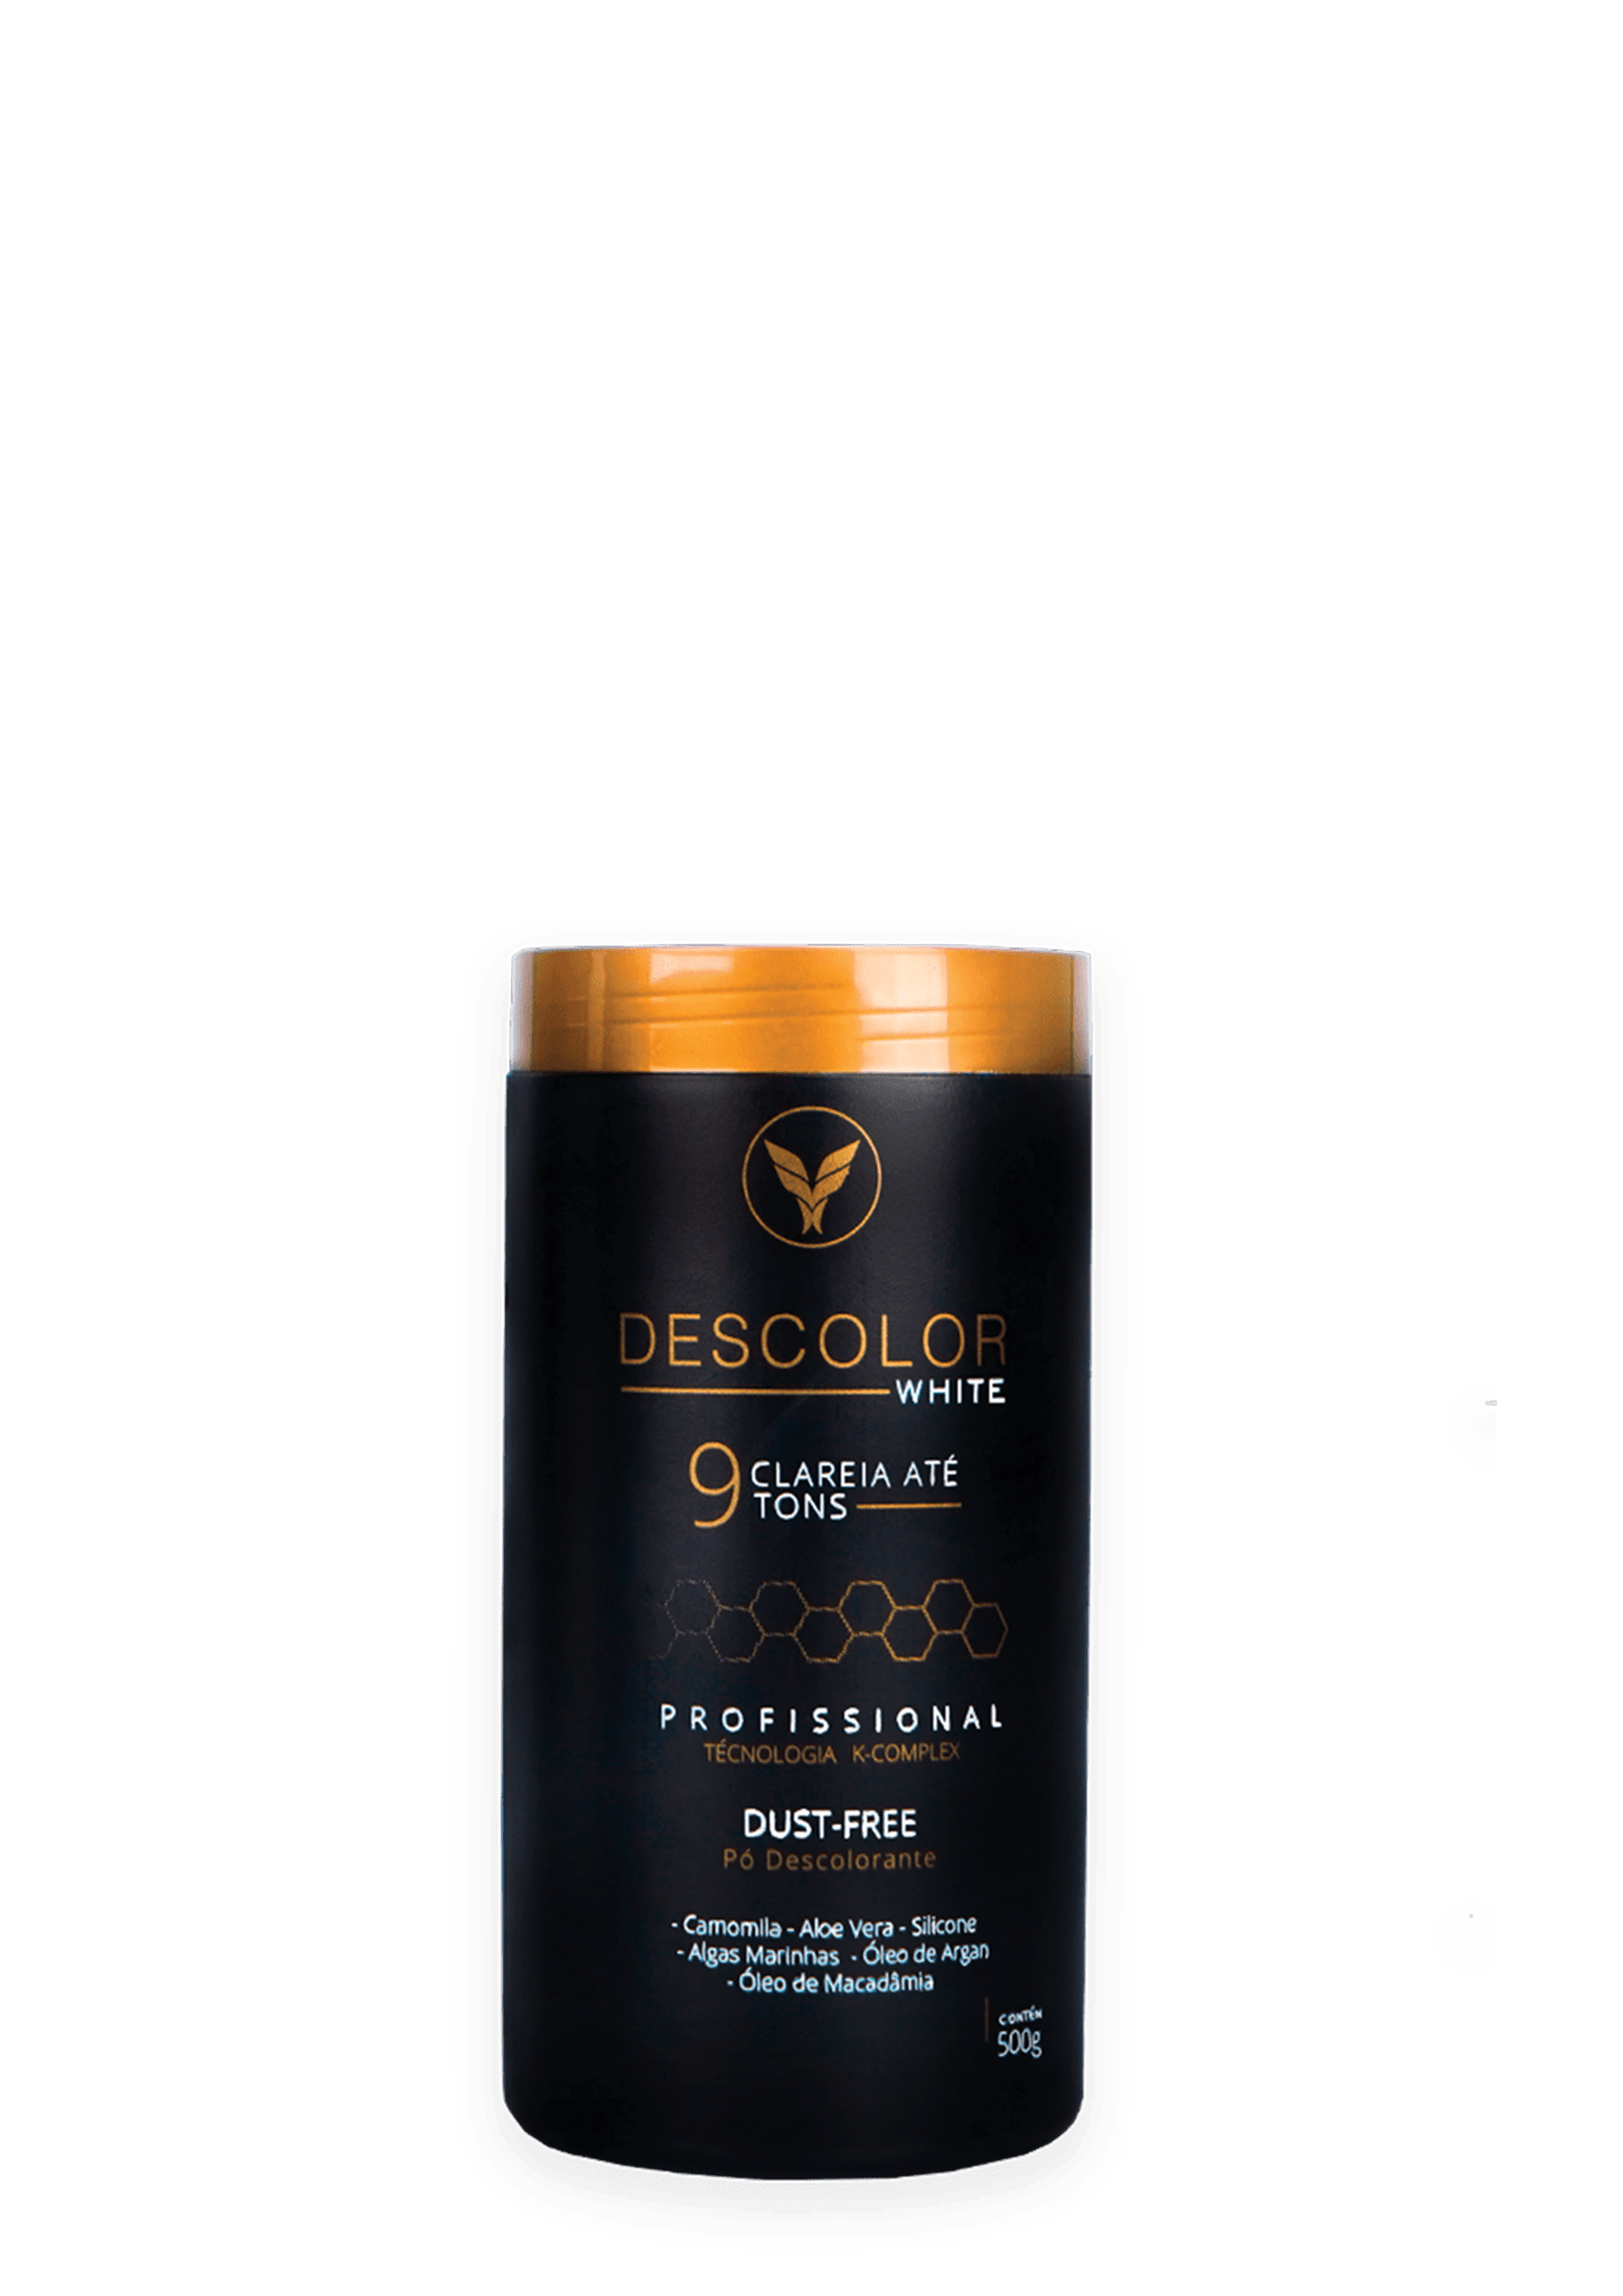 DESCOLOR
WHITE
9 CLAREIA ATÉ
TONS
PROFISSIONAL
TÉCNOLOGIA K-COMPLEX
DUST-FREE
Pó Descolorante
- Camomila - Aloe Vera - Silicone
- Algas Marinhas - Óleo de Argan
- Óleo de Macadâmia
CONTÉN
500g